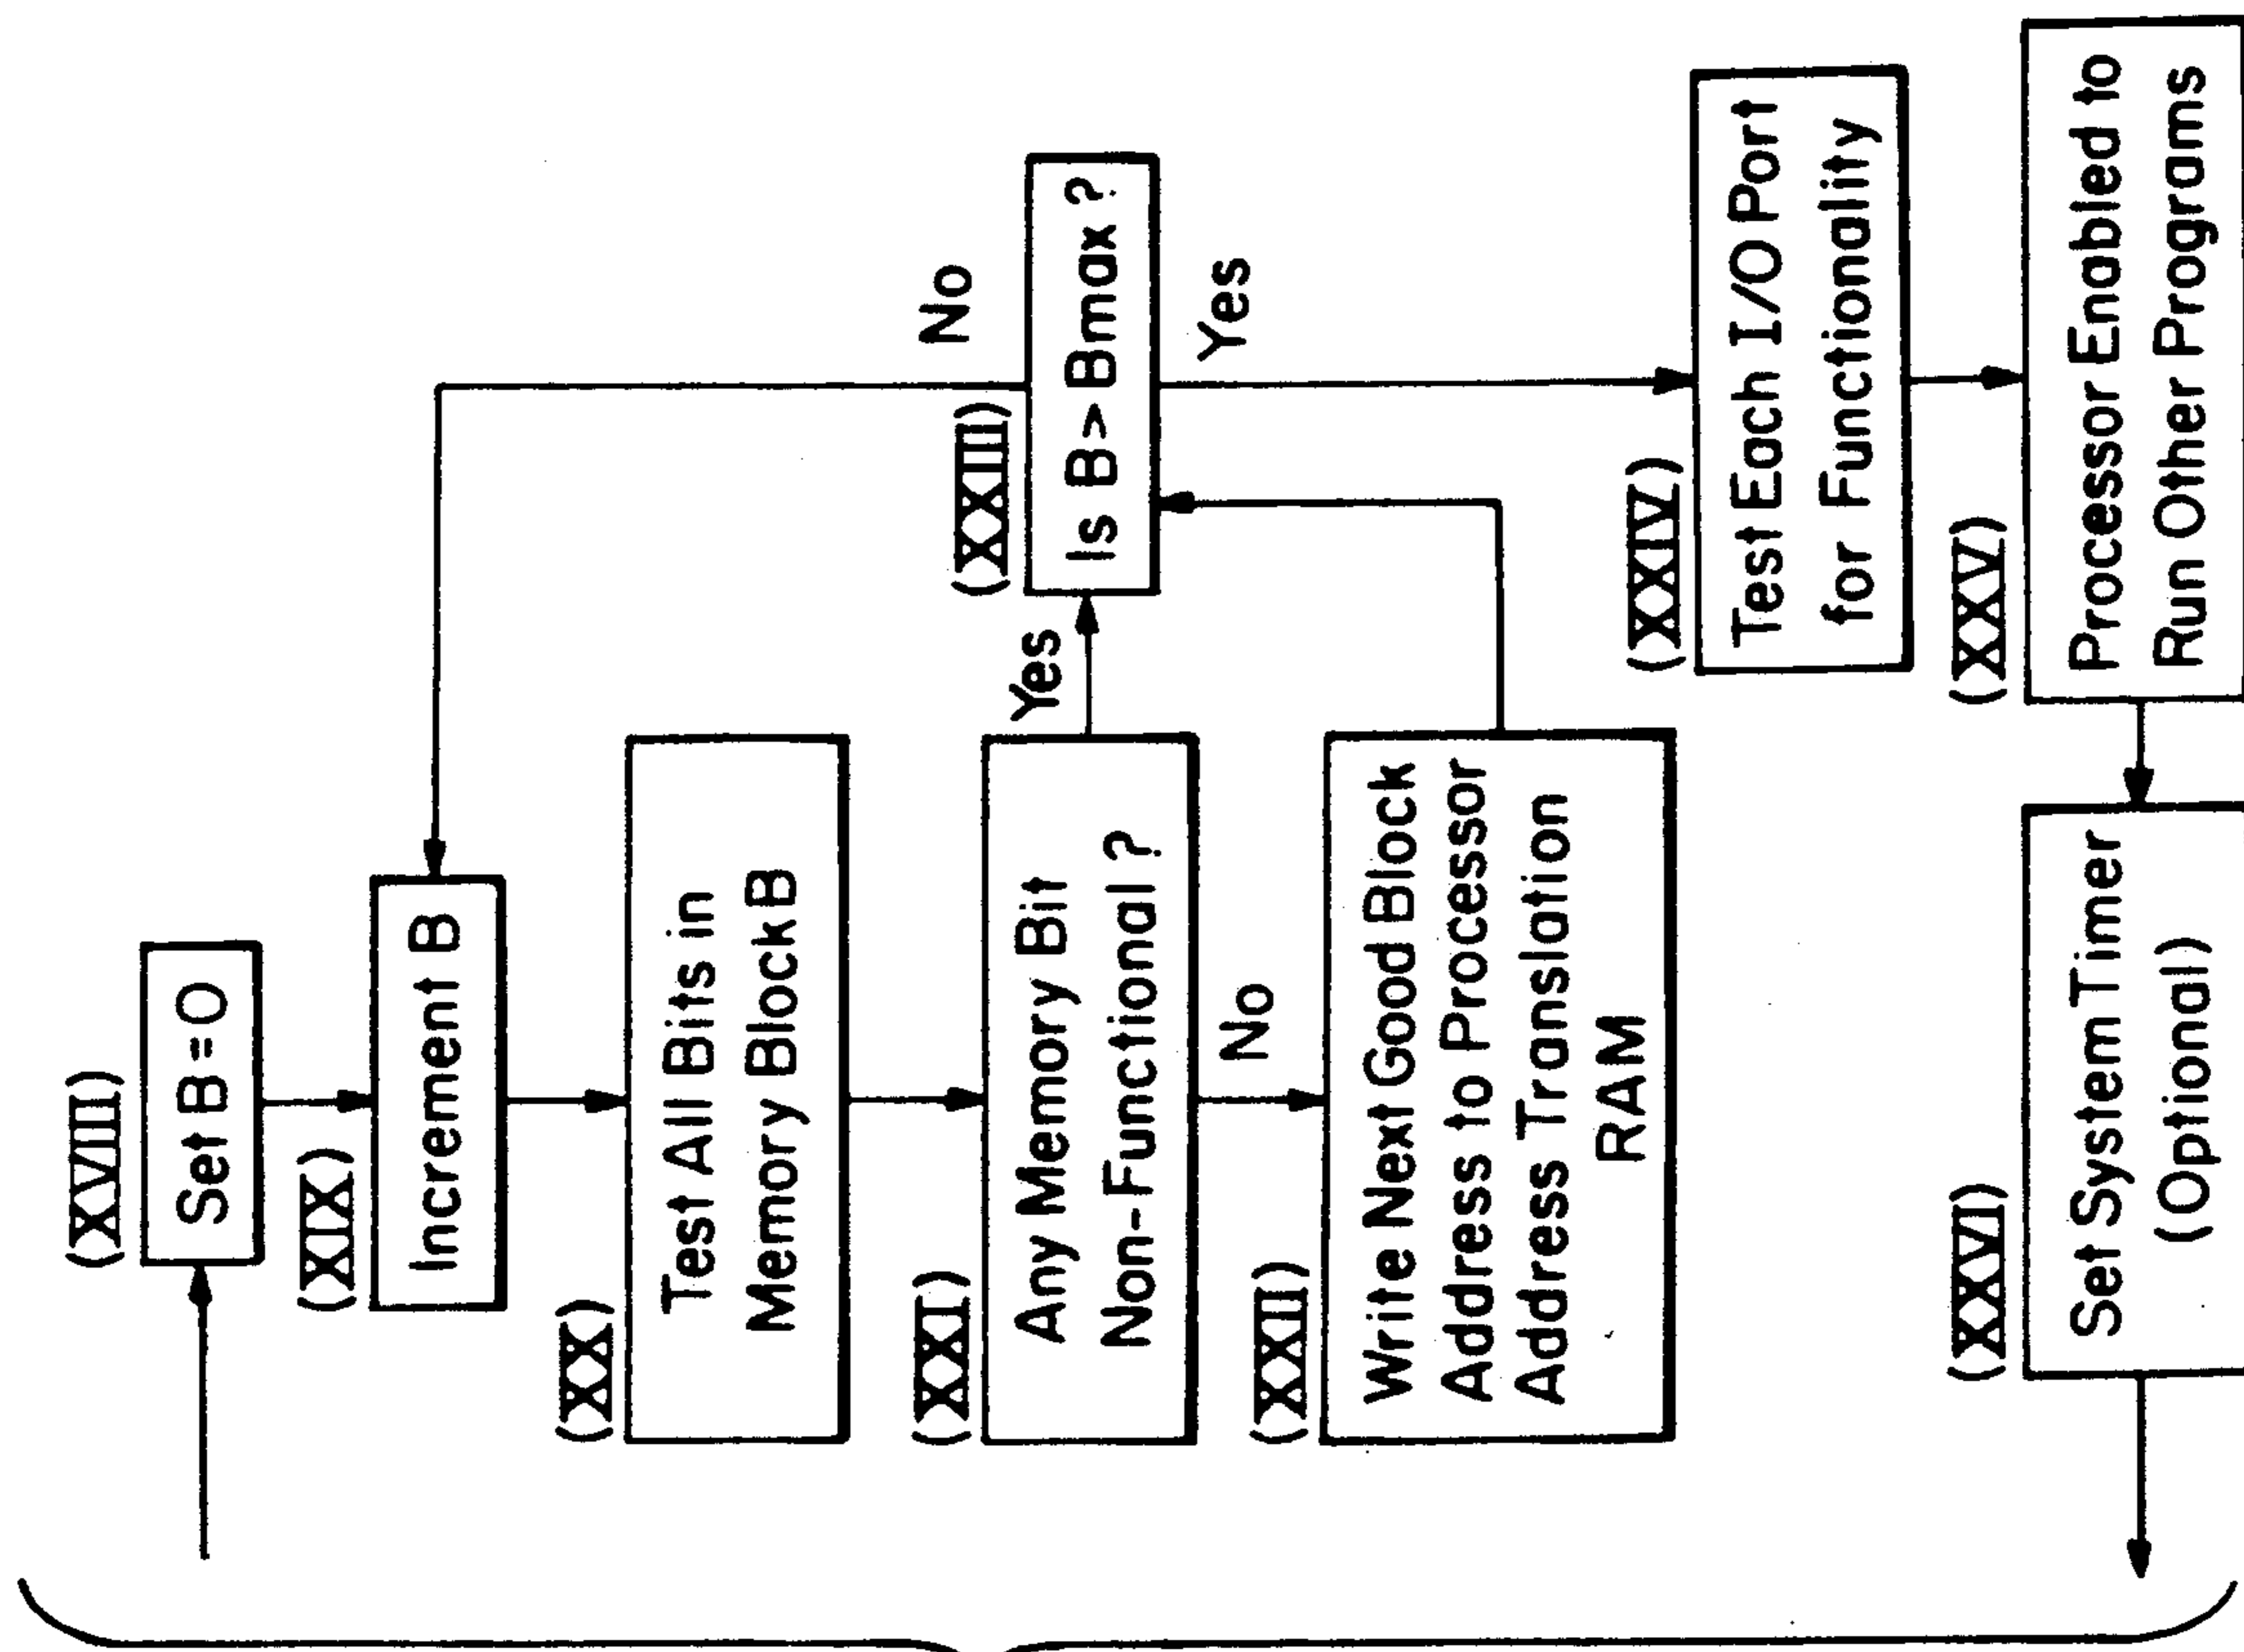 (XVIII)
Set B=0
(XIX)
Increment B
(XX)
Test All Bits in
Memory Block B
(XXI)
Any Memory Bit
Non-Functional?
Yes
No
(XXII)
Write Next Good Block
Address to Processor
Address Translation
RAM
(XXIII)
Is B>Bmax?
No
Yes
(XXIV)
Test Each I/O Port
for Functionality
(XXV)
Processor Enabled to
Run Other Programs
(XXVI)
Set System Timer
(Optional)